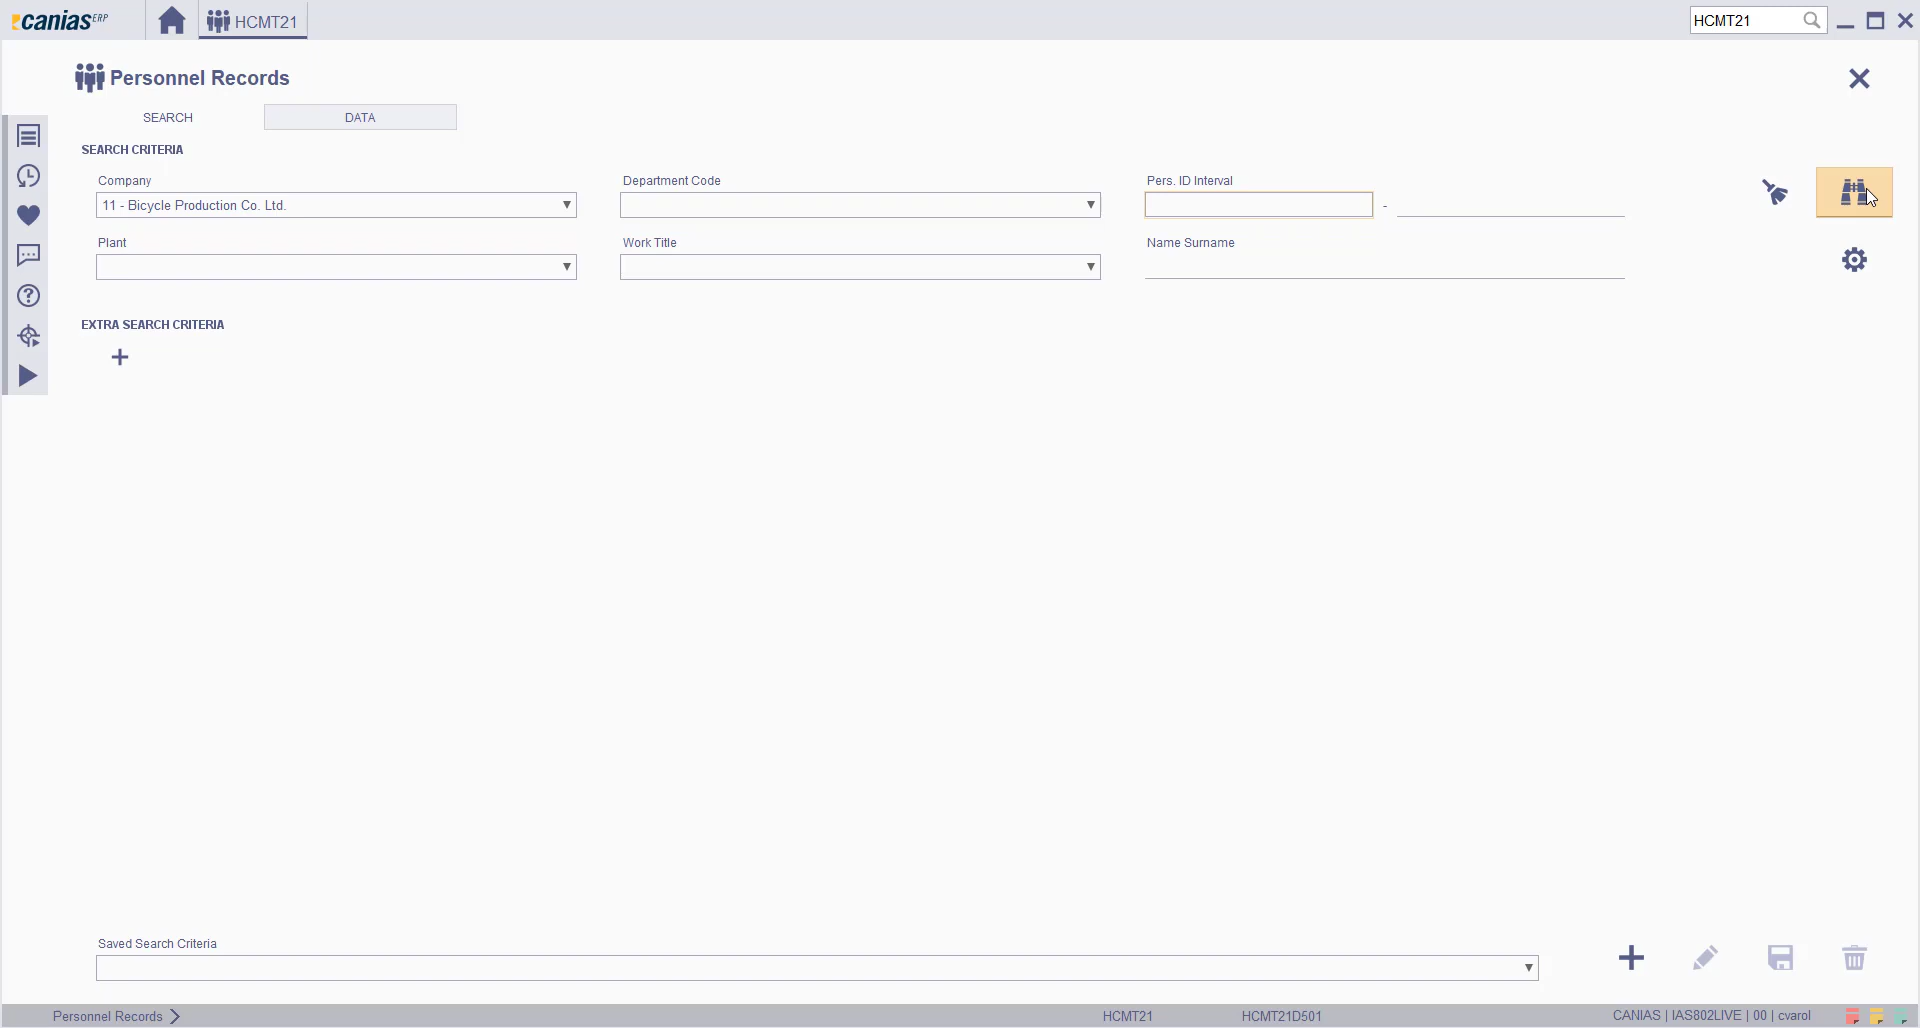 canias ERP
HCMT21
HCMT21
Personnel Records
SEARCH
DATA
SEARCH CRITERIA
Company
Department Code
Pers. ID Interval
11 - Bicycle Production Co. Ltd.
-
Plant
Work Title
Name Surname
EXTRA SEARCH CRITERIA
Saved Search Criteria
Personnel Records
HCMT21
HCMT21D501
CANIAS | IAS802LIVE | 00 | cvarol